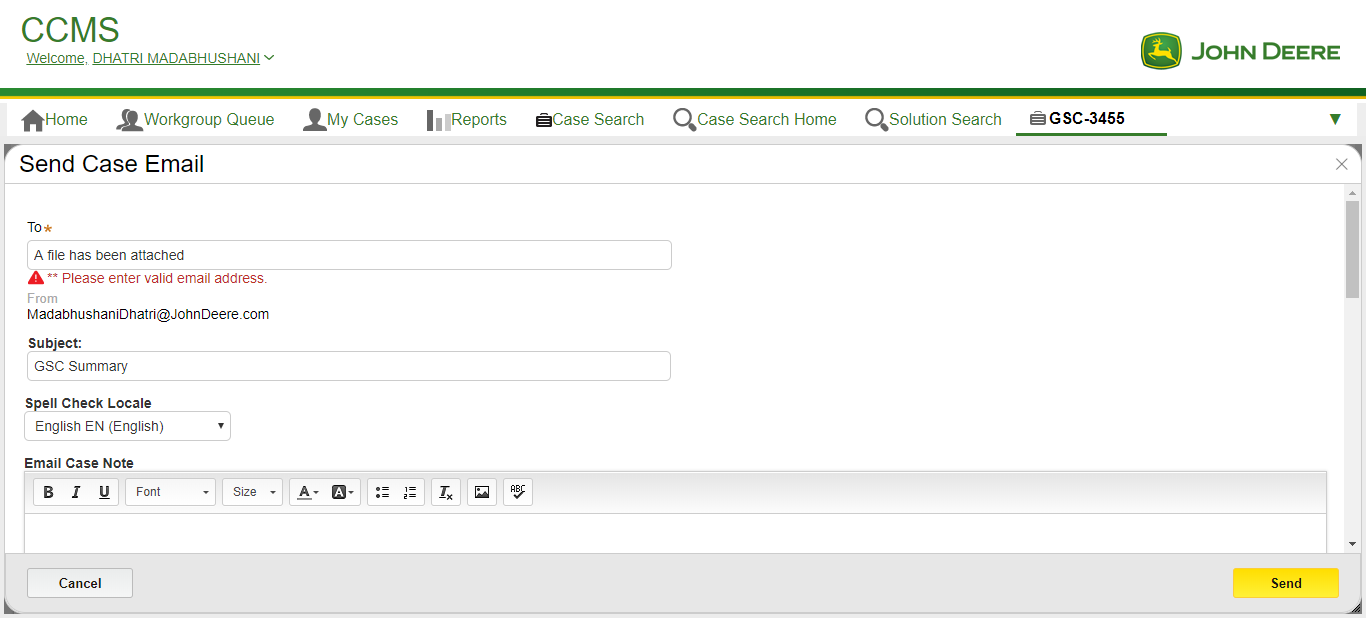 CCMS
Welcome, DHATRI MADABHUSHANI
JOHN DEERE
Home Workgroup Queue My Cases Reports Case Search Case Search Home Solution Search GSC-3455
Send Case Email
To*
A file has been attached
** Please enter valid email address.
From
MadabhushaniDhatri@JohnDeere.com
Subject:
GSC Summary
Spell Check Locale
English EN (English)
Email Case Note
B I U Font Size A A Ix ABC
Cancel Send